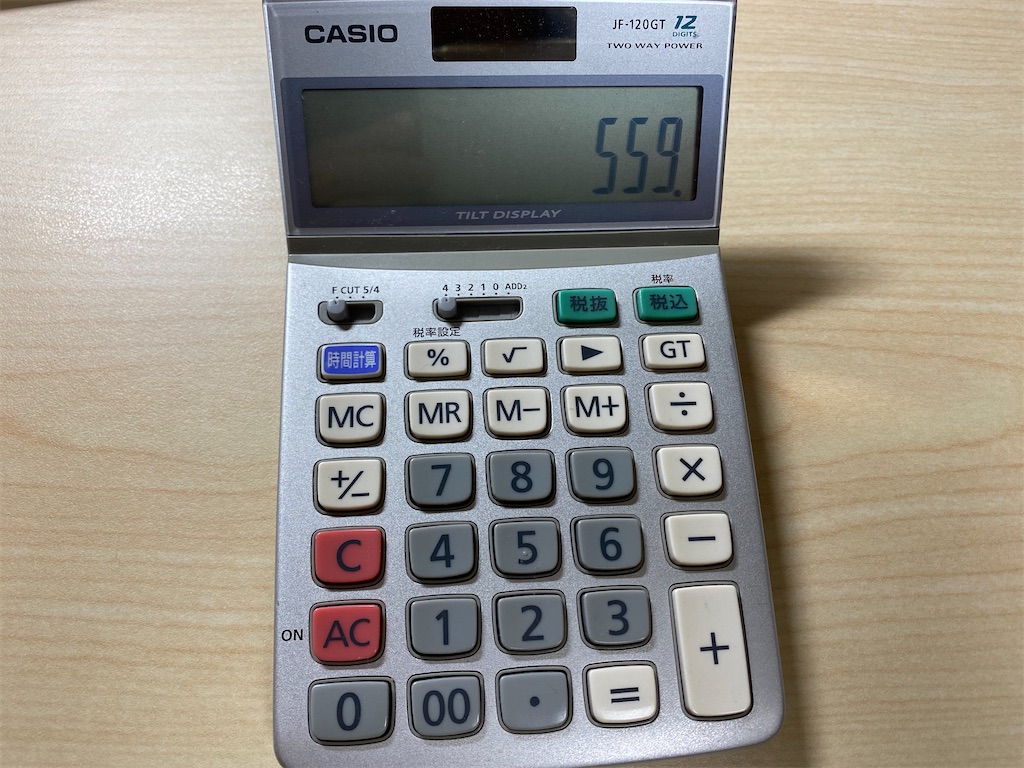 CASIO
JF-120GT 12 DIGITS
TWO WAY POWER
559.
TILT DISPLAY
F CUT 5/4
4 3 2 1 0 ADD2
税抜
税率
税込
税率設定
時間計算 % √ ▶ GT
MC MR M− M+ ÷
+/− 7 8 9 ×
C 4 5 6 −
ON AC 1 2 3 +
0 00 · =